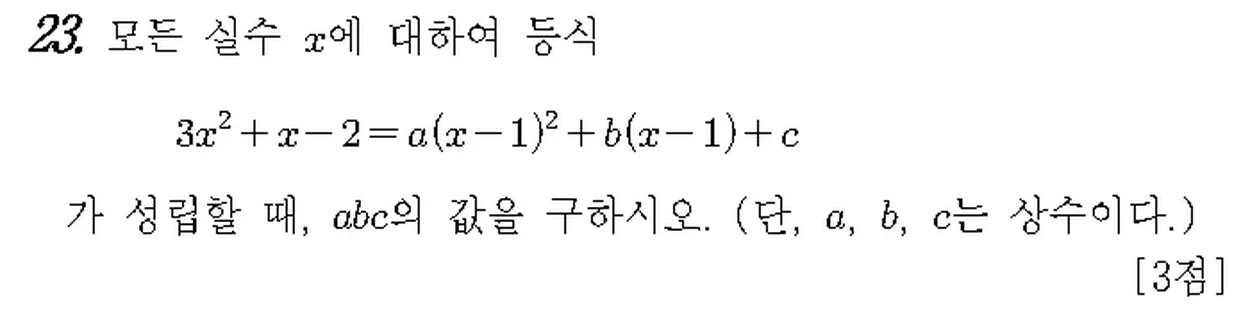 23. 모든 실수 x에 대하여 등식
3x²+x-2=a(x-1)²+b(x-1)+c
가 성립할 때, abc의 값을 구하시오. (단, a, b, c는 상수이다.)
[3점]